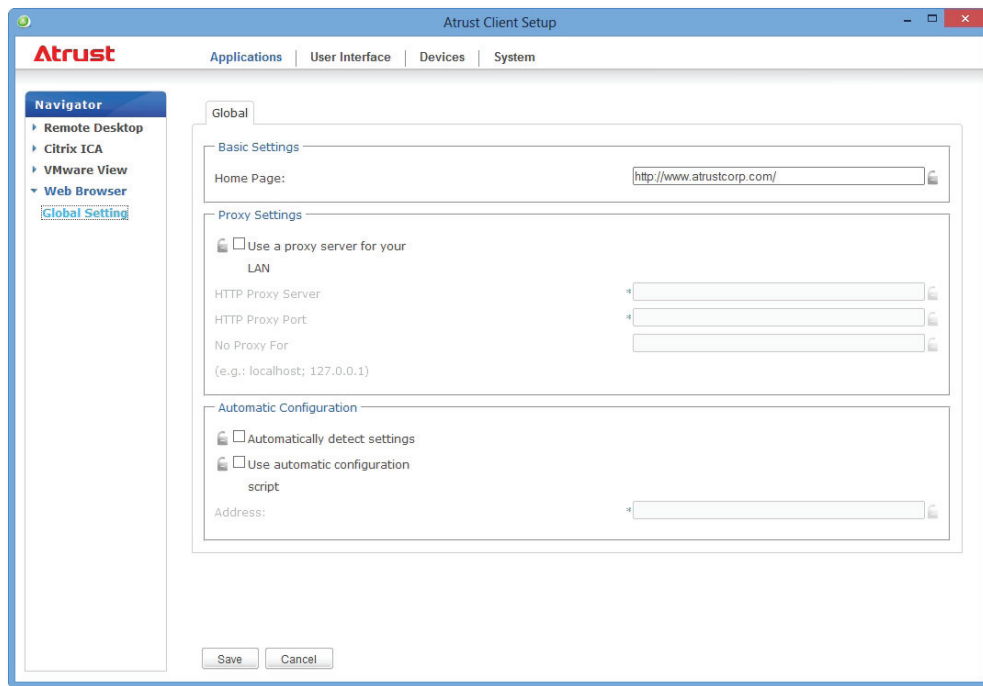 Atrust Client Setup
Atrust
Applications | User Interface | Devices | System
Navigator
Remote Desktop
Citrix ICA
VMware View
Web Browser
Global Setting
Global
Basic Settings
Home Page: http://www.atrustcorp.com/
Proxy Settings
Use a proxy server for your
LAN
HTTP Proxy Server *
HTTP Proxy Port *
No Proxy For
(e.g.: localhost; 127.0.0.1)
Automatic Configuration
Automatically detect settings
Use automatic configuration
script
Address: *
Save Cancel